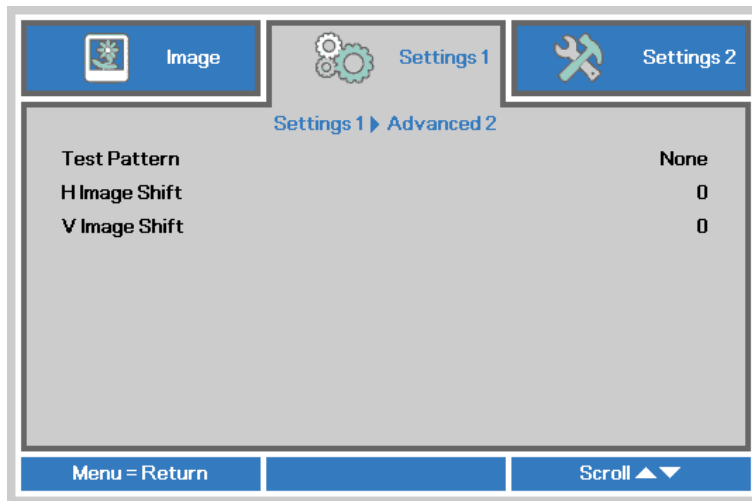 Image
Settings 1
Settings 2
Settings 1 ▶ Advanced 2
Test Pattern None
H Image Shift 0
V Image Shift 0
Menu = Return
Scroll ▲▼